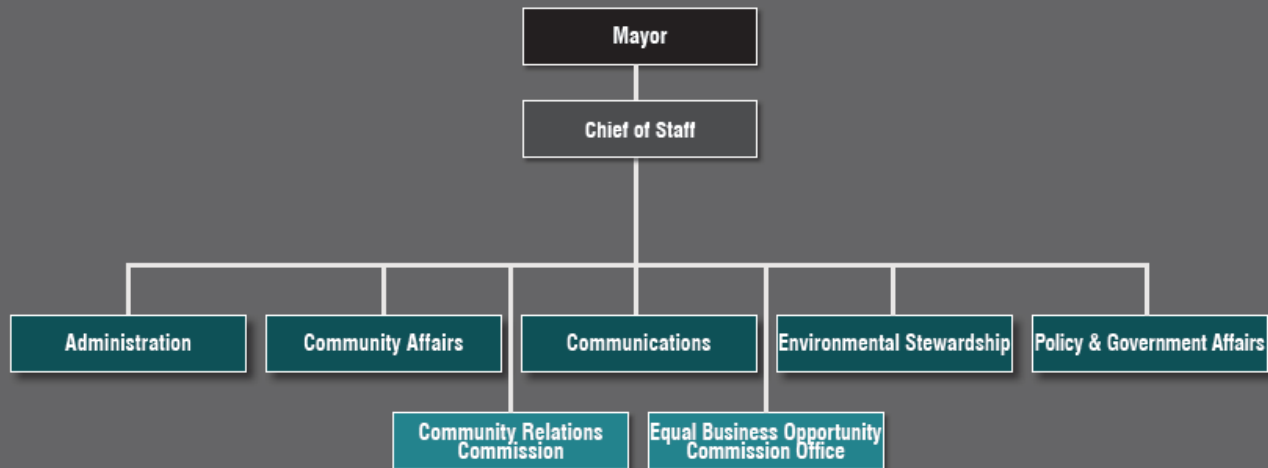 Mayor
Chief of Staff
Administration
Community Affairs
Communications
Environmental Stewardship
Policy & Government Affairs
Community Relations
Commission
Equal Business Opportunity
Commission Office